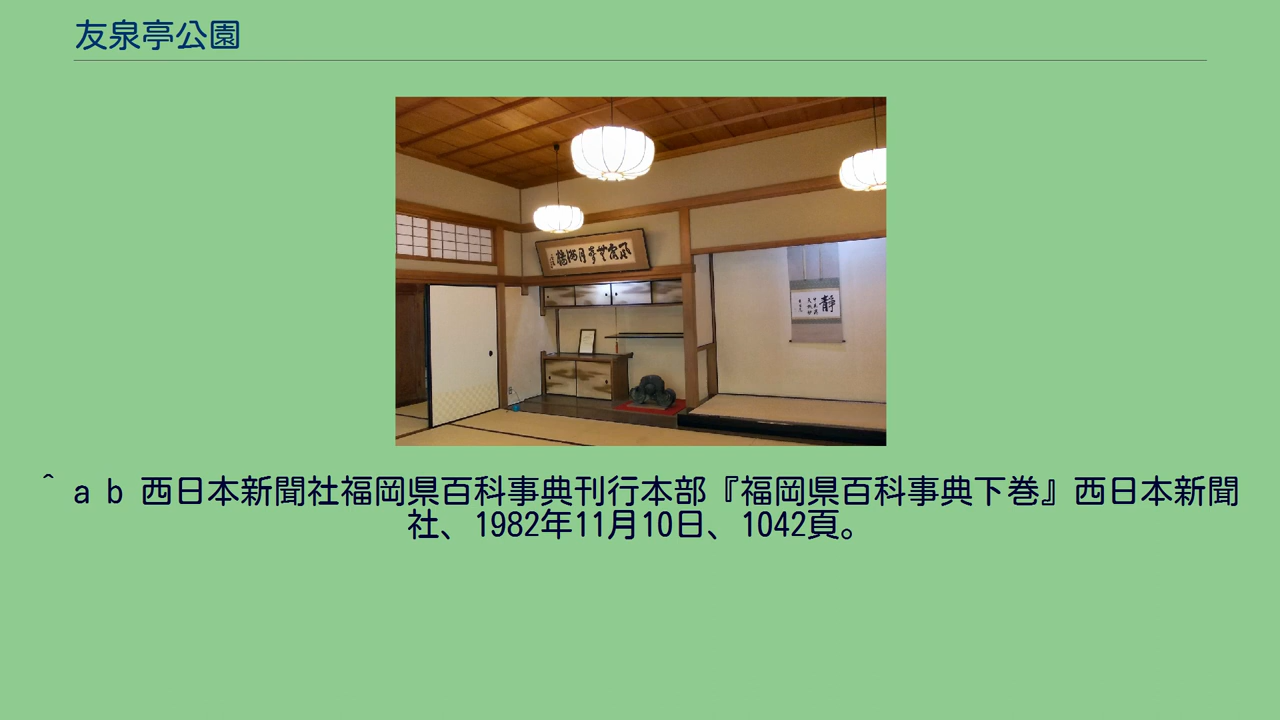 友泉亭公園
静
^ a b 西日本新聞社福岡県百科事典刊行本部『福岡県百科事典下巻』西日本新聞
社、1982年11月10日、1042頁。